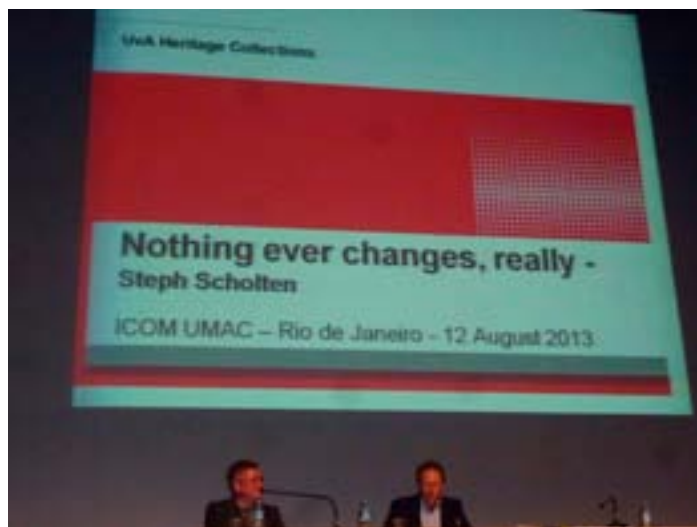 UvA Heritage Collections
Nothing ever changes, really -
Steph Scholten
ICOM UMAC – Rio de Janeiro - 12 August 2013